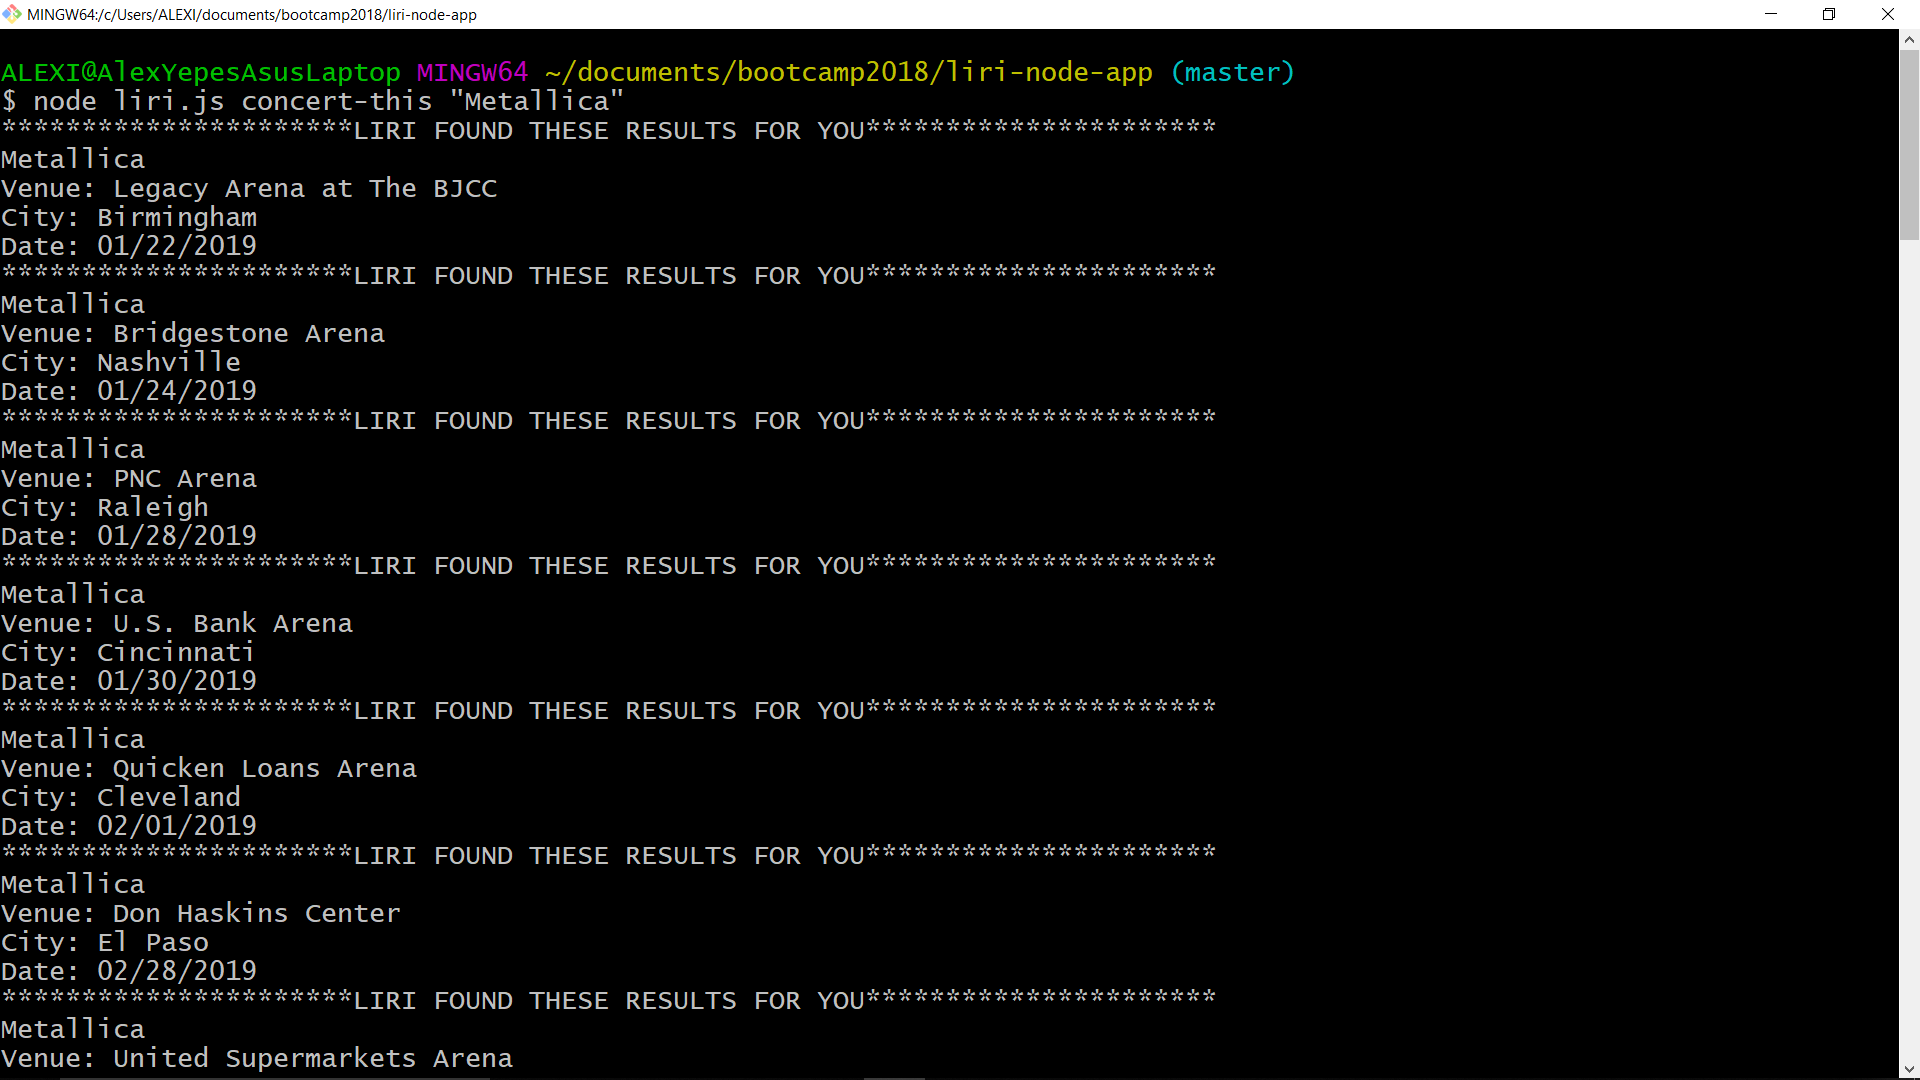 MINGW64:/c/Users/ALEXI/documents/bootcamp2018/liri-node-app
ALEXI@AlexYepesAsusLaptop MINGW64 ~/documents/bootcamp2018/liri-node-app (master)
$ node liri.js concert-this "Metallica"
**********************LIRI FOUND THESE RESULTS FOR YOU**********************
Metallica
Venue: Legacy Arena at The BJCC
City: Birmingham
Date: 01/22/2019
**********************LIRI FOUND THESE RESULTS FOR YOU**********************
Metallica
Venue: Bridgestone Arena
City: Nashville
Date: 01/24/2019
**********************LIRI FOUND THESE RESULTS FOR YOU**********************
Metallica
Venue: PNC Arena
City: Raleigh
Date: 01/28/2019
**********************LIRI FOUND THESE RESULTS FOR YOU**********************
Metallica
Venue: U.S. Bank Arena
City: Cincinnati
Date: 01/30/2019
**********************LIRI FOUND THESE RESULTS FOR YOU**********************
Metallica
Venue: Quicken Loans Arena
City: Cleveland
Date: 02/01/2019
**********************LIRI FOUND THESE RESULTS FOR YOU**********************
Metallica
Venue: Don Haskins Center
City: El Paso
Date: 02/28/2019
**********************LIRI FOUND THESE RESULTS FOR YOU**********************
Metallica
Venue: United Supermarkets Arena